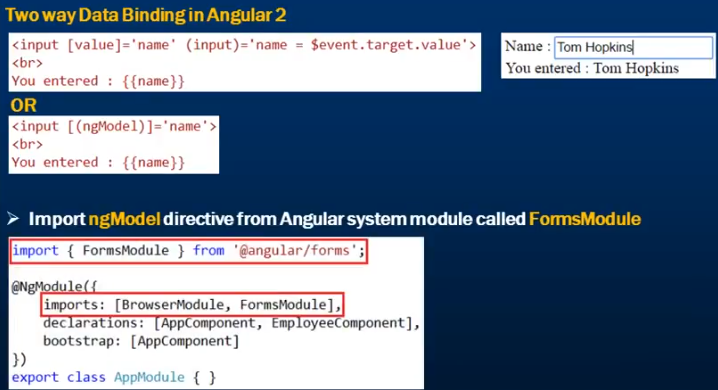 Two way Data Binding in Angular 2
<input [value]='name' (input)='name = $event.target.value'>
<br>
You entered : {{name}}
Name : Tom Hopkins
You entered : Tom Hopkins
OR
<input [(ngModel)]='name'>
<br>
You entered : {{name}}
➢ Import ngModel directive from Angular system module called FormsModule
import { FormsModule } from '@angular/forms';
@NgModule({
imports: [BrowserModule, FormsModule],
declarations: [AppComponent, EmployeeComponent],
bootstrap: [AppComponent]
})
export class AppModule { }